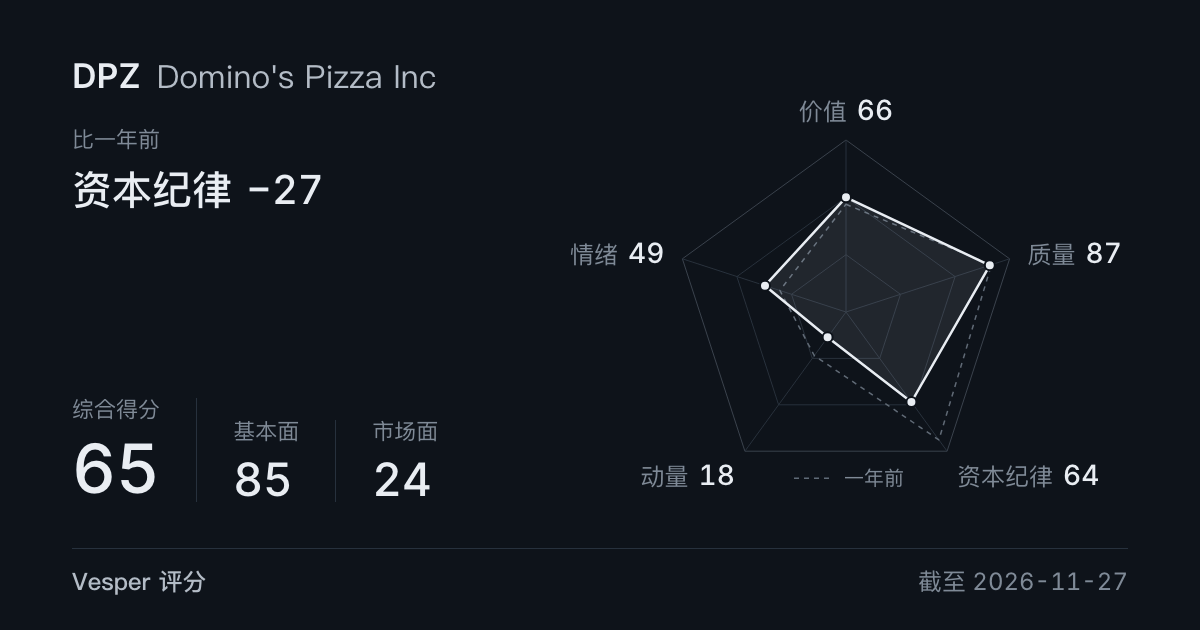 DPZ Domino's Pizza Inc
比一年前
资本纪律 −27
价值 66
情绪 49
质量 87
动量 18
---- 一年前
资本纪律 64
综合得分
65
基本面
85
市场面
24
Vesper 评分
截至 2026-11-27